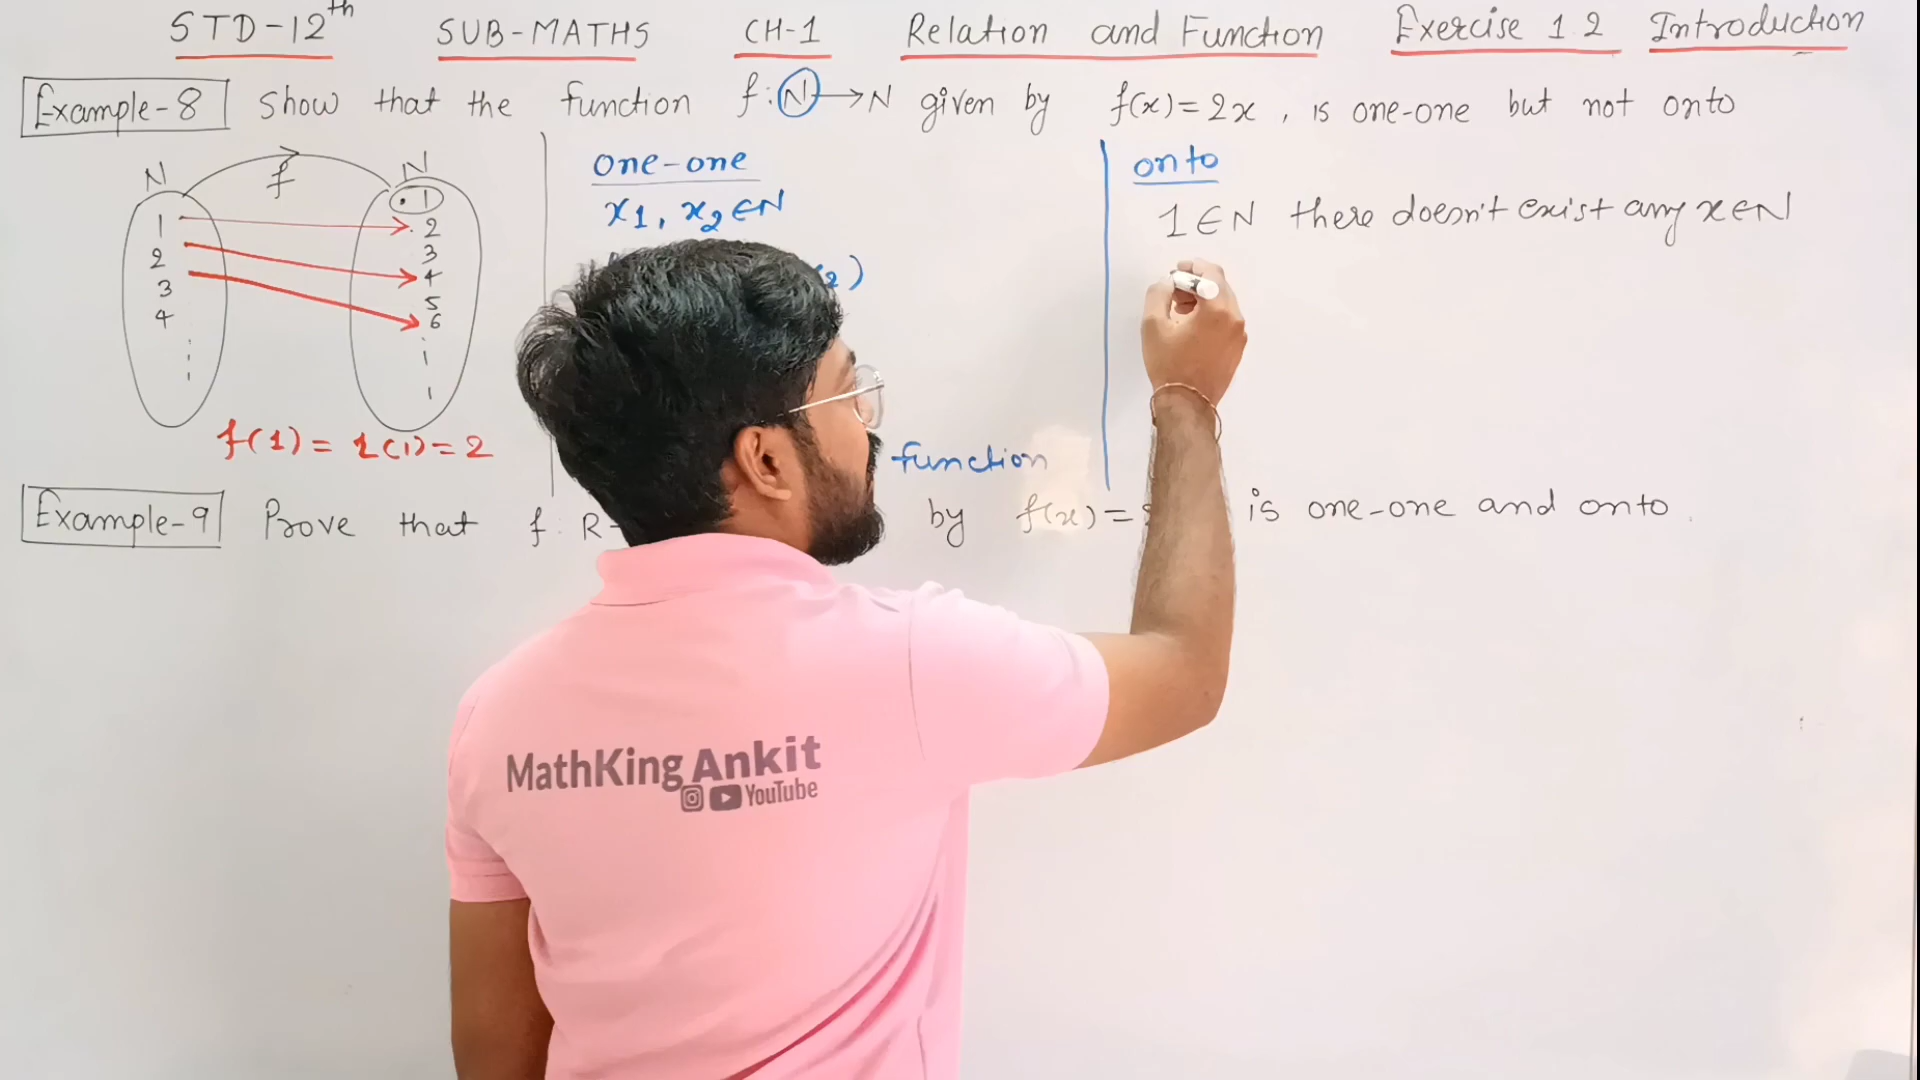 STD-12th SUB-MATHS CH-1 Relation and Function Exercise 1.2 Introduction
Example-8 Show that the function f:N→N given by f(x)=2x, is one-one but not onto
N f N
1
2
3
4
.1
2
3
4
5
6
f(1)=2(1)=2
one-one
x1, x2∈N
2)
function
onto
1∈N there doesn't exist any x∈N
Example-9 Prove that f: R by f(x)= is one-one and onto.
MathKing Ankit
YouTube